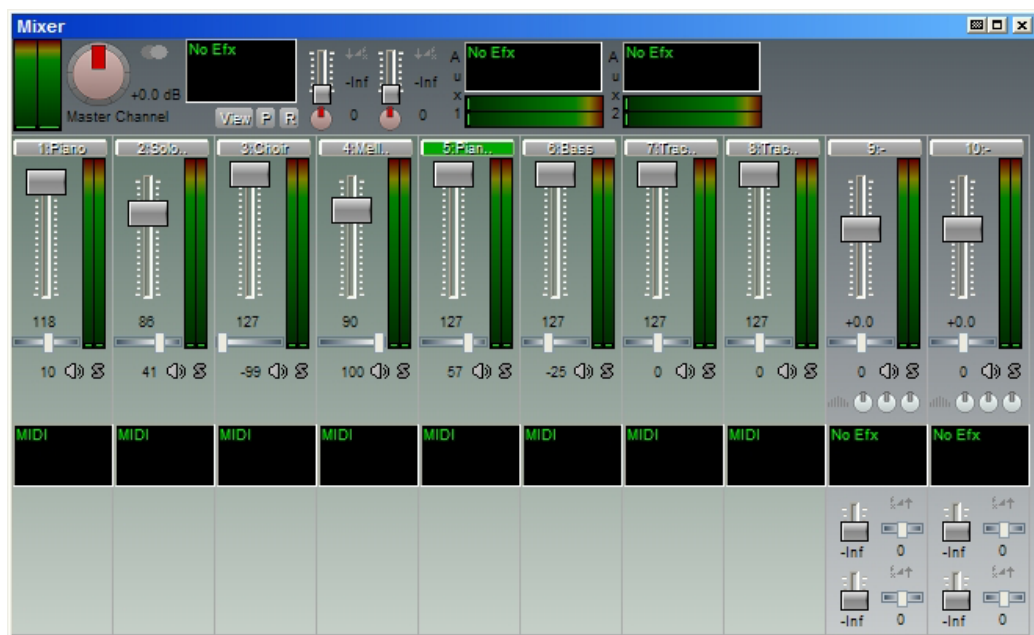 Mixer
No Efx
+0.0 dB
Master Channel
View P R
-Inf
0
-Inf
0
Aux1
No Efx
Aux2
No Efx
1:Piano 2:Solo.. 3:Choir 4:Mell.. 5:Pian.. 6:Bass 7:Trac.. 8:Trac.. 9:- 10:-
118 86 127 90 127 127 127 127 +0.0 +0.0
10 S 41 S -99 S 100 S 57 S -25 S 0 S 0 S 0 S 0 S
MIDI MIDI MIDI MIDI MIDI MIDI MIDI MIDI No Efx No Efx
-Inf 0 -Inf 0
-Inf 0 -Inf 0